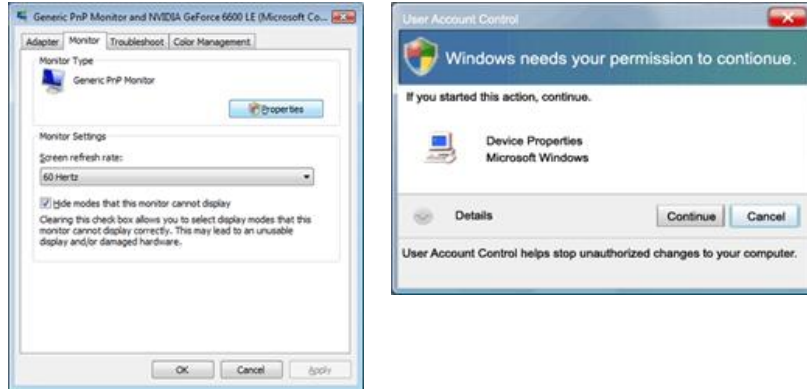 Generic PnP Monitor and NVIDIA GeForce 6600 LE (Microsoft Co...
Adapter Monitor Troubleshoot Color Management
Monitor Type
Generic PnP Monitor
Properties
Monitor Settings
Screen refresh rate:
60 Hertz
Hide modes that this monitor cannot display
Clearing this check box allows you to select display modes that this
monitor cannot display correctly. This may lead to an unusable
display and/or damaged hardware.
OK Cancel Apply
User Account Control
Windows needs your permission to contionue.
If you started this action, continue.
Device Properties
Microsoft Windows
Details Continue Cancel
User Account Control helps stop unauthorized changes to your computer.